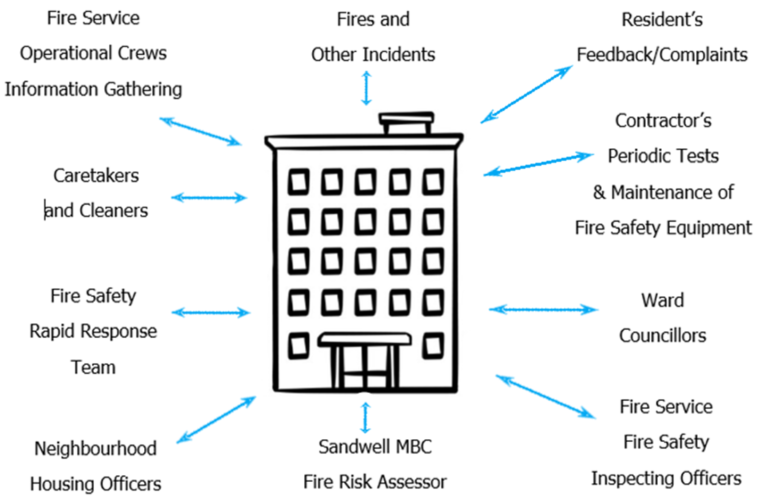 Fire Service
Operational Crews
Information Gathering
Fires and
Other Incidents
Resident's
Feedback/Complaints
Contractor's
Periodic Tests
& Maintenance of
Fire Safety Equipment
Caretakers
and Cleaners
Fire Safety
Rapid Response
Team
Ward
Councillors
Neighbourhood
Housing Officers
Sandwell MBC
Fire Risk Assessor
Fire Service
Fire Safety
Inspecting Officers